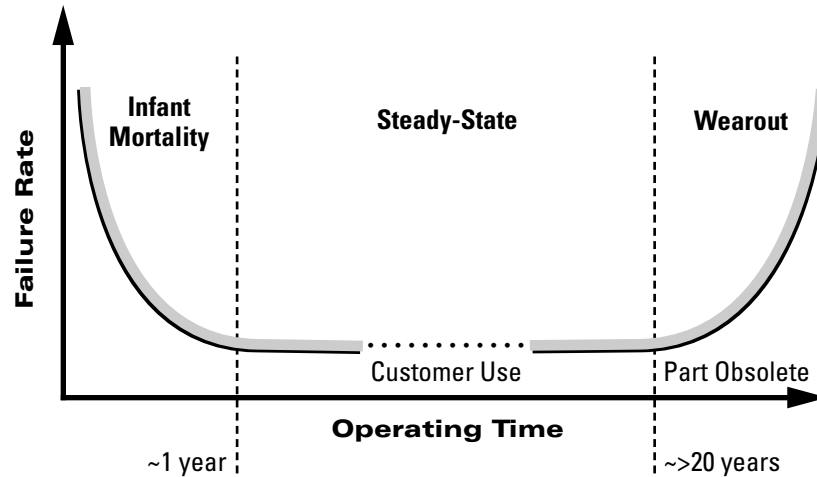 Infant
Mortality
Steady-State
Wearout
Failure Rate
Customer Use
Part Obsolete
Operating Time
~1 year
~>20 years